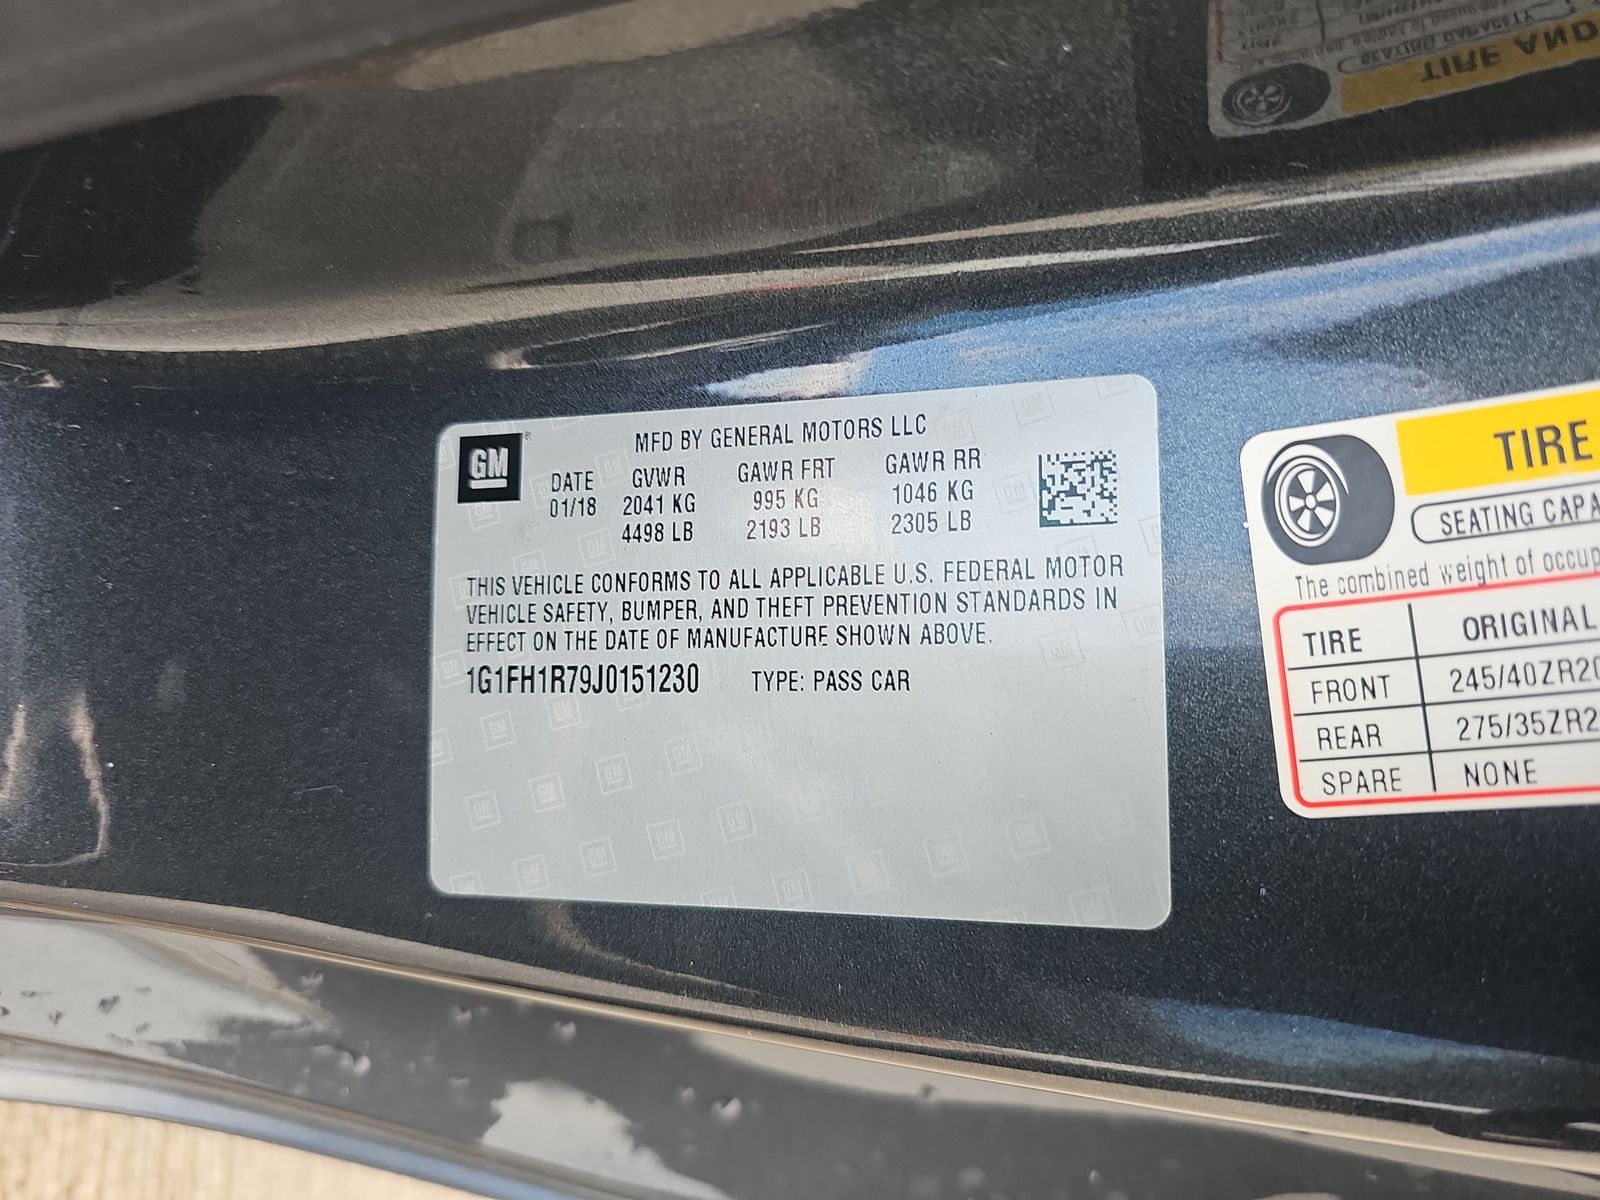 GM
MFD BY GENERAL MOTORS LLC
DATE GVWR GAWR FRT GAWR RR
01/18 2041 KG 995 KG 1046 KG
4498 LB 2193 LB 2305 LB
THIS VEHICLE CONFORMS TO ALL APPLICABLE U.S. FEDERAL MOTOR
VEHICLE SAFETY, BUMPER, AND THEFT PREVENTION STANDARDS IN
EFFECT ON THE DATE OF MANUFACTURE SHOWN ABOVE.
1G1FH1R79J0151230 TYPE: PASS CAR
TIRE
SEATING CAPA
The combined weight of occup
TIRE ORIGINAL
FRONT 245/40ZR20
REAR 275/35ZR2
SPARE NONE
TIRE AND